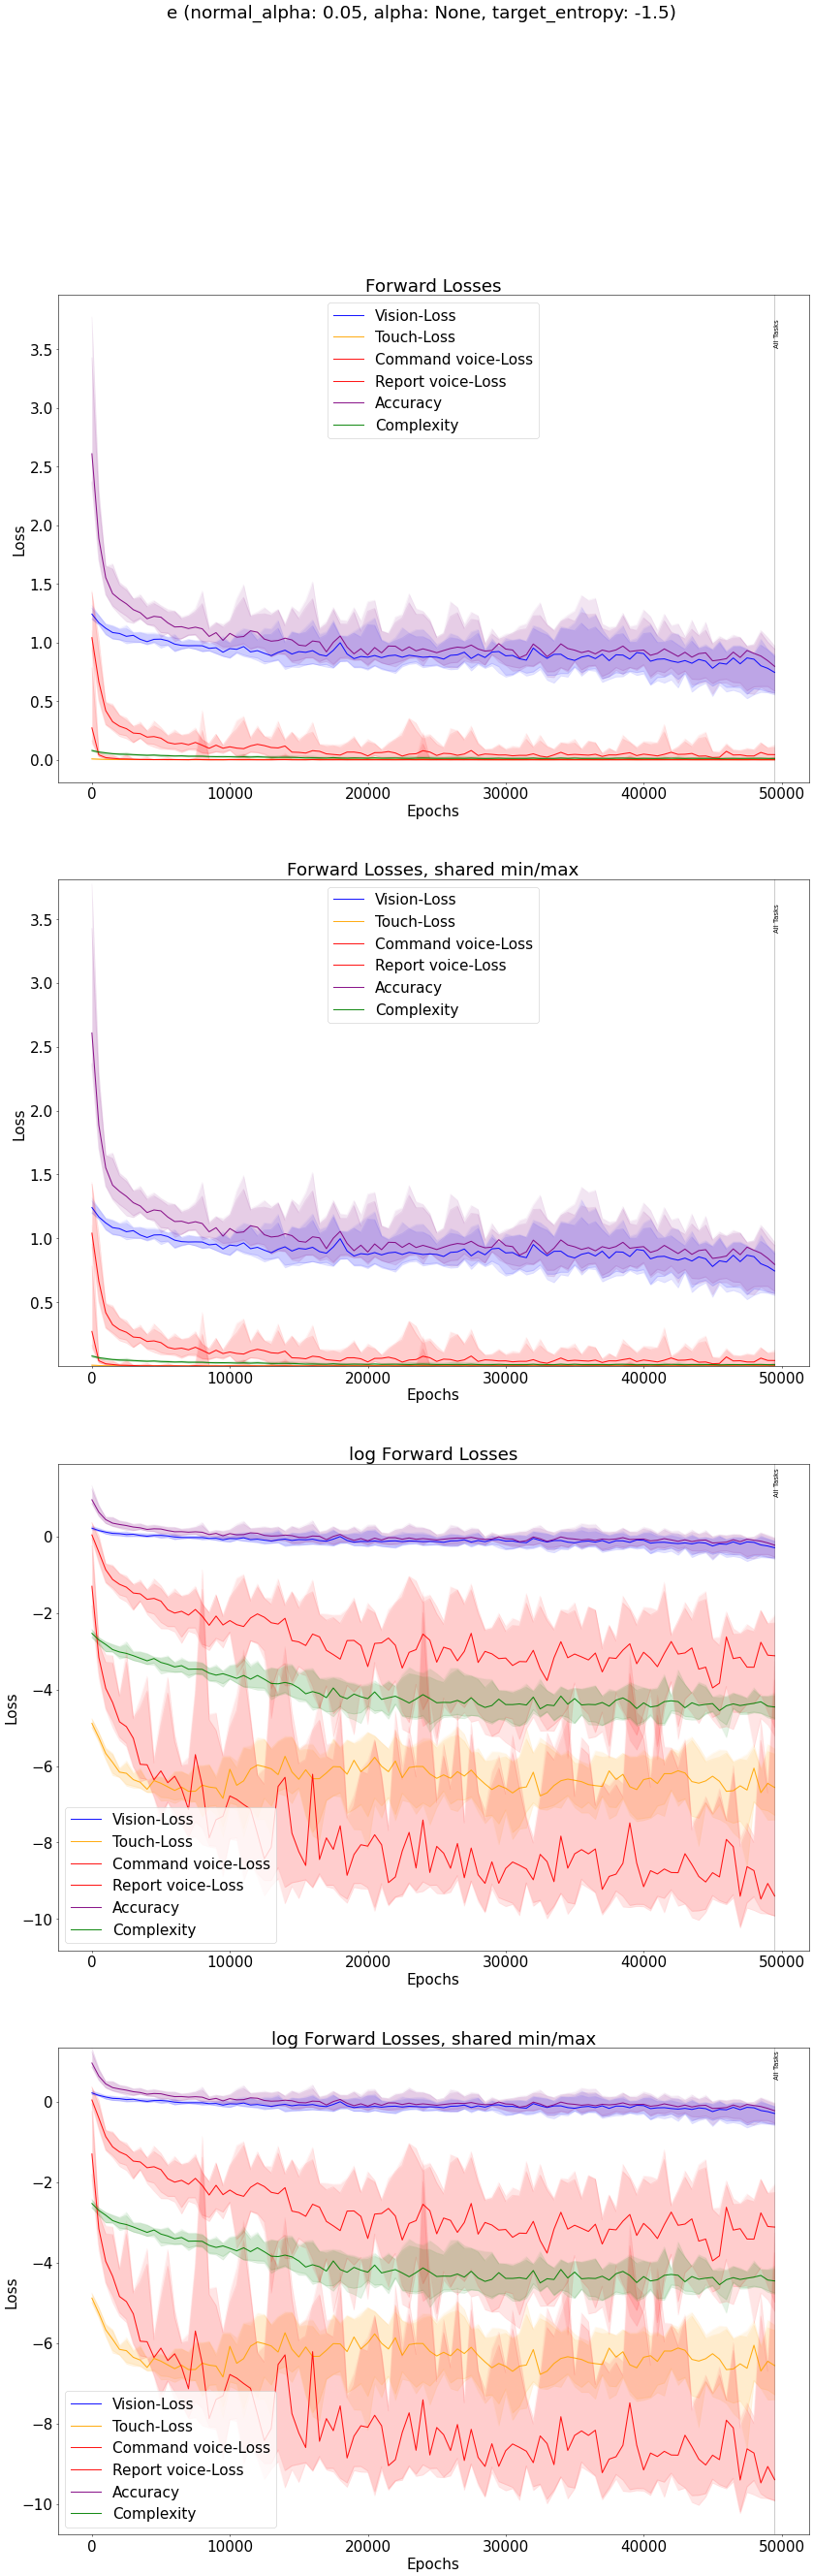 e (normal_alpha: 0.05, alpha: None, target_entropy: -1.5)
Forward Losses
Vision-Loss
Touch-Loss
Command voice-Loss
Report voice-Loss
Accuracy
Complexity
All Tasks
3.5
3.0
2.5
2.0
1.5
1.0
0.5
0.0
Loss
0 10000 20000 30000 40000 50000
Epochs
Forward Losses, shared min/max
Vision-Loss
Touch-Loss
Command voice-Loss
Report voice-Loss
Accuracy
Complexity
All Tasks
3.5
3.0
2.5
2.0
1.5
1.0
0.5
Loss
0 10000 20000 30000 40000 50000
Epochs
log Forward Losses
All Tasks
0
−2
−4
−6
−8
−10
Loss
Vision-Loss
Touch-Loss
Command voice-Loss
Report voice-Loss
Accuracy
Complexity
0 10000 20000 30000 40000 50000
Epochs
log Forward Losses, shared min/max
All Tasks
0
−2
−4
−6
−8
−10
Loss
Vision-Loss
Touch-Loss
Command voice-Loss
Report voice-Loss
Accuracy
Complexity
0 10000 20000 30000 40000 50000
Epochs